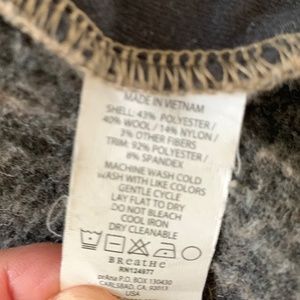 MADE IN VIETNAM
SHELL: 43% POLYESTER /
40% WOOL / 14% NYLON /
3% OTHER FIBERS
TRIM: 92% POLYESTER /
8% SPANDEX
MACHINE WASH COLD
WASH WITH LIKE COLORS
GENTLE CYCLE
LAY FLAT TO DRY
DO NOT BLEACH
COOL IRON
DRY CLEANABLE
BReatHe
RN124977
prAna P.O. BOX 130430
CARLSBAD, CA. 92013
USA